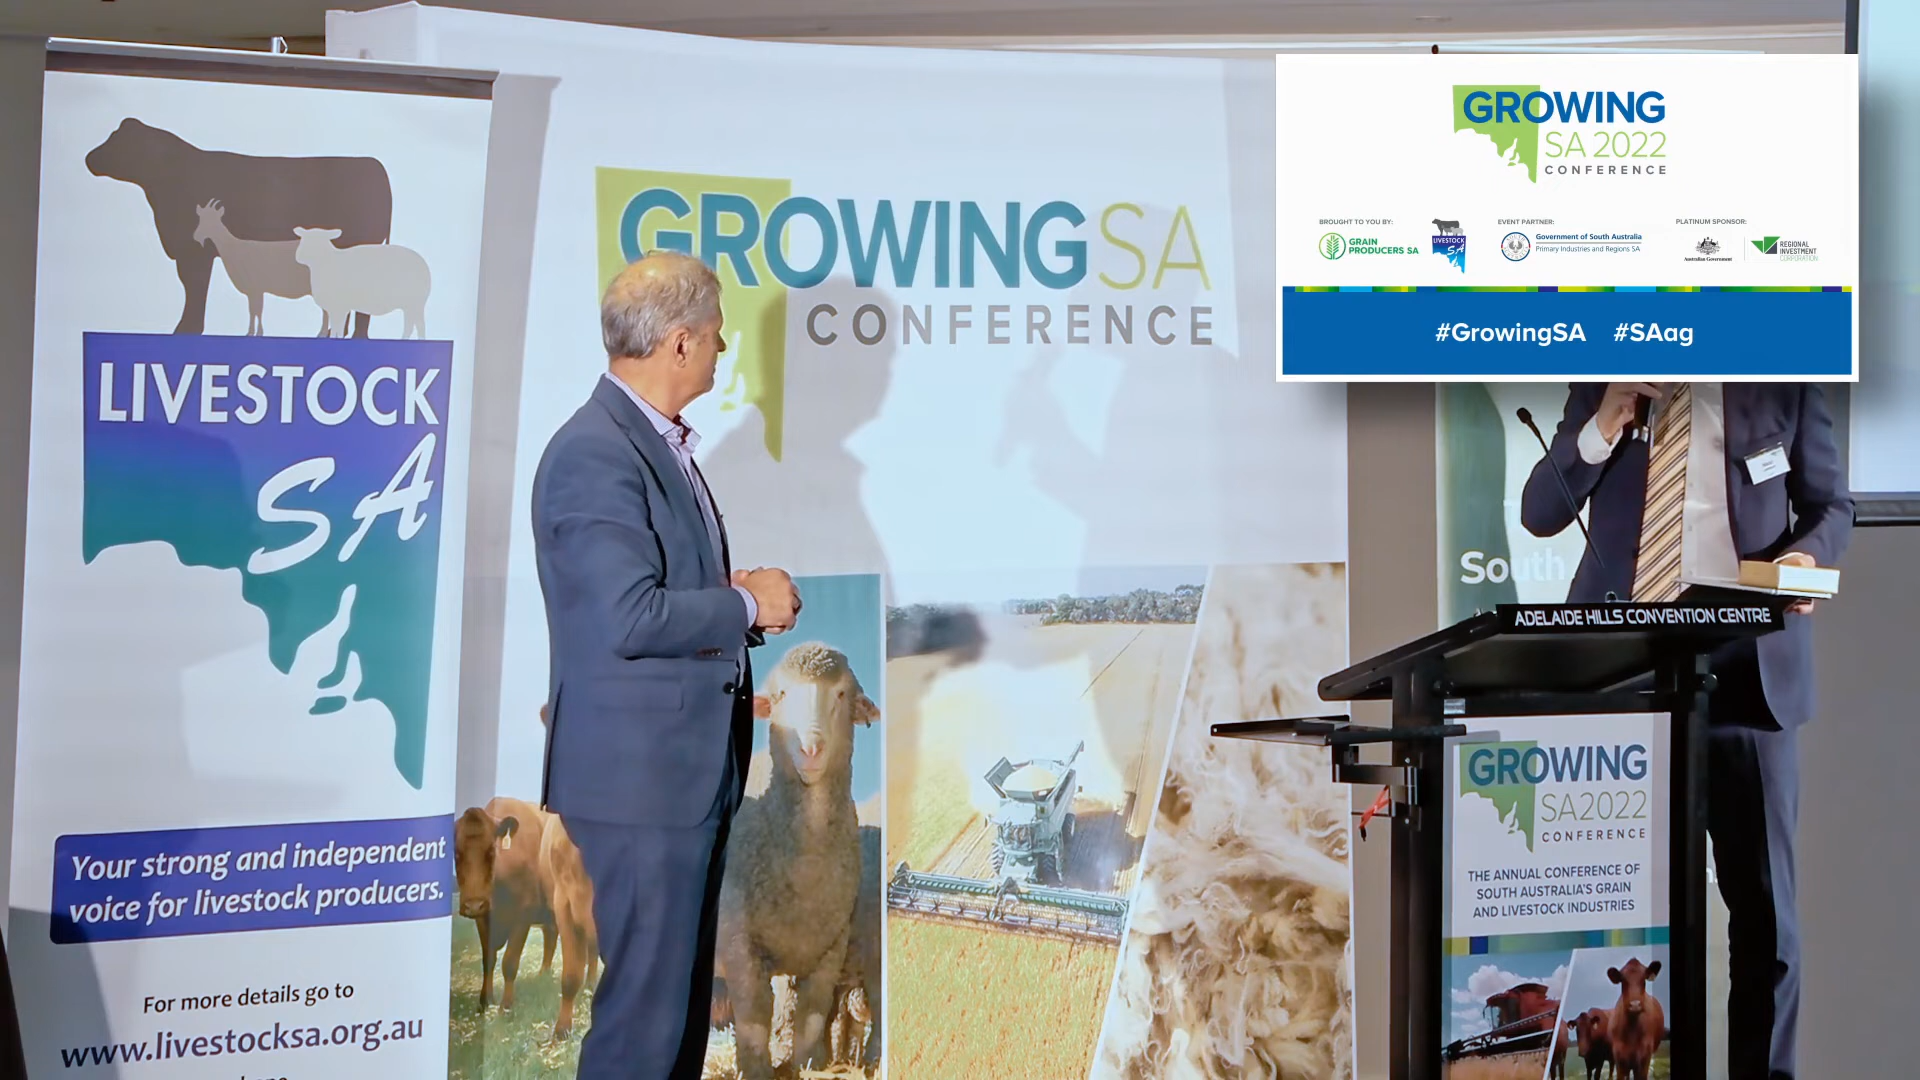 LIVESTOCK
SA
Your strong and independent
voice for livestock producers.
For more details go to
www.livestocksa.org.au
GROWING SA
CONFERENCE
GROWING
SA 2022
CONFERENCE
BROUGHT TO YOU BY:
GRAIN
PRODUCERS SA
LIVESTOCK
SA
EVENT PARTNER:
Government of South Australia
Primary Industries and Regions SA
PLATINUM SPONSOR:
Australian Government
REGIONAL
INVESTMENT
CORPORATION
#GrowingSA #SAag
South
ADELAIDE HILLS CONVENTION CENTRE
GROWING
SA2022
CONFERENCE
THE ANNUAL CONFERENCE OF
SOUTH AUSTRALIA'S GRAIN
AND LIVESTOCK INDUSTRIES